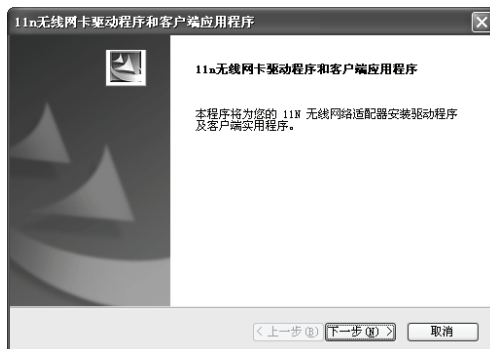 11n无线网卡驱动程序和客户端应用程序
11n无线网卡驱动程序和客户端应用程序
本程序将为您的 11N 无线网络适配器安装驱动程序
及客户端实用程序。
< 上一步(B) 下一步(N) > 取消